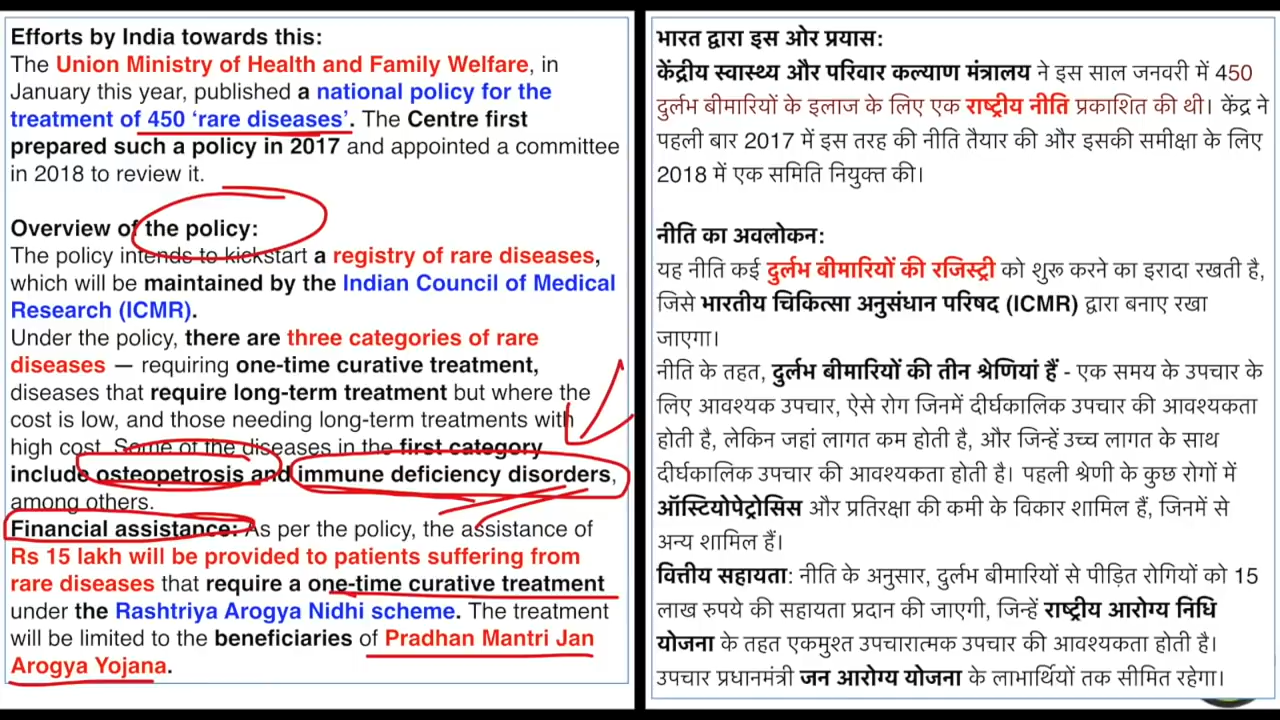 Efforts by India towards this:
The Union Ministry of Health and Family Welfare, in
January this year, published a national policy for the
treatment of 450 ‘rare diseases’. The Centre first
prepared such a policy in 2017 and appointed a committee
in 2018 to review it.
Overview of the policy:
The policy intends to kickstart a registry of rare diseases,
which will be maintained by the Indian Council of Medical
Research (ICMR).
Under the policy, there are three categories of rare
diseases — requiring one-time curative treatment,
diseases that require long-term treatment but where the
cost is low, and those needing long-term treatments with
high cost. Some of the diseases in the first category
include osteopetrosis and immune deficiency disorders,
among others.
Financial assistance: As per the policy, the assistance of
Rs 15 lakh will be provided to patients suffering from
rare diseases that require a one-time curative treatment
under the Rashtriya Arogya Nidhi scheme. The treatment
will be limited to the beneficiaries of Pradhan Mantri Jan
Arogya Yojana.
भारत द्वारा इस ओर प्रयास:
केंद्रीय स्वास्थ्य और परिवार कल्याण मंत्रालय ने इस साल जनवरी में 450
दुर्लभ बीमारियों के इलाज के लिए एक राष्ट्रीय नीति प्रकाशित की थी। केंद्र ने
पहली बार 2017 में इस तरह की नीति तैयार की और इसकी समीक्षा के लिए
2018 में एक समिति नियुक्त की।
नीति का अवलोकन:
यह नीति कई दुर्लभ बीमारियों की रजिस्ट्री को शुरू करने का इरादा रखती है,
जिसे भारतीय चिकित्सा अनुसंधान परिषद (ICMR) द्वारा बनाए रखा
जाएगा।
नीति के तहत, दुर्लभ बीमारियों की तीन श्रेणियां हैं - एक समय के उपचार के
लिए आवश्यक उपचार, ऐसे रोग जिनमें दीर्घकालिक उपचार की आवश्यकता
होती है, लेकिन जहां लागत कम होती है, और जिन्हें उच्च लागत के साथ
दीर्घकालिक उपचार की आवश्यकता होती है। पहली श्रेणी के कुछ रोगों में
ऑस्टियोपेट्रोसिस और प्रतिरक्षा की कमी के विकार शामिल हैं, जिनमें से
अन्य शामिल हैं।
वित्तीय सहायता: नीति के अनुसार, दुर्लभ बीमारियों से पीड़ित रोगियों को 15
लाख रुपये की सहायता प्रदान की जाएगी, जिन्हें राष्ट्रीय आरोग्य निधि
योजना के तहत एकमुश्त उपचारात्मक उपचार की आवश्यकता होती है।
उपचार प्रधानमंत्री जन आरोग्य योजना के लाभार्थियों तक सीमित रहेगा।